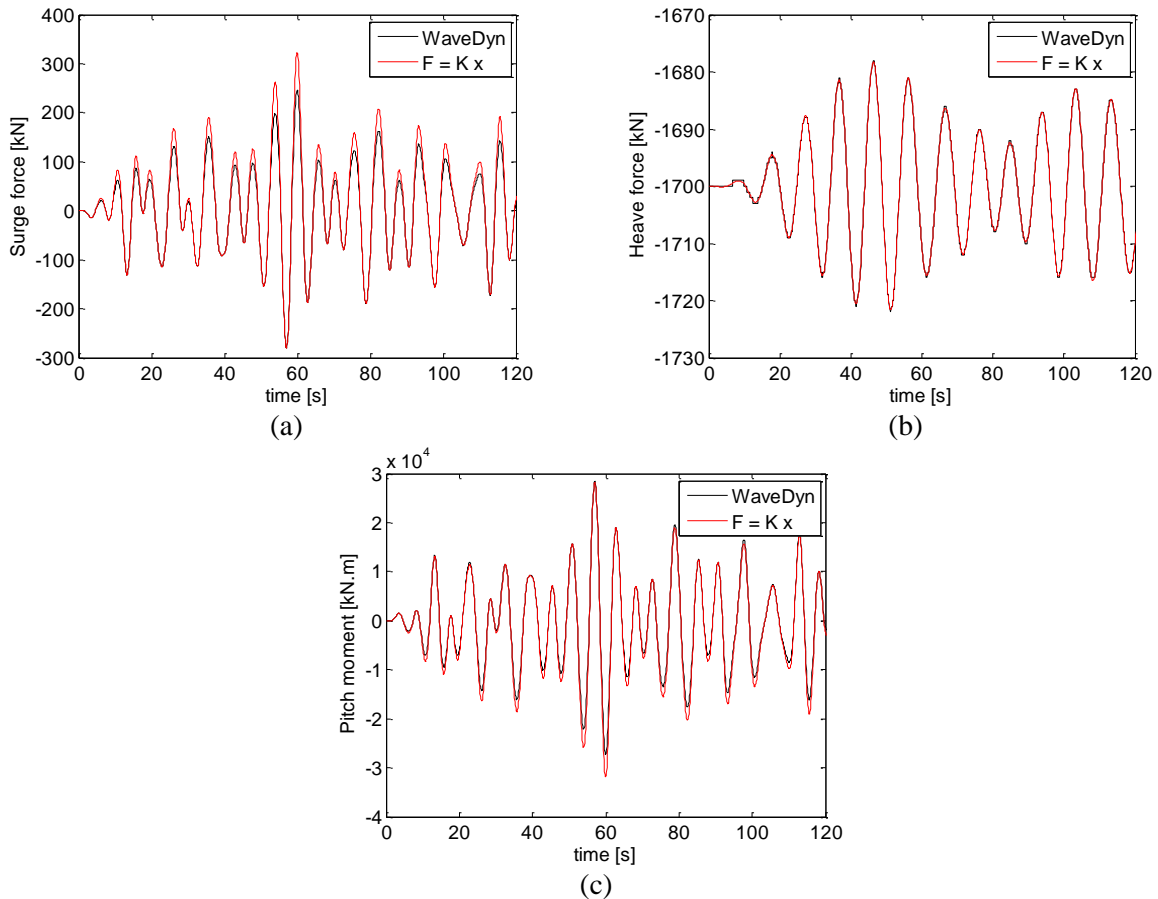 400
300
200
100
0
-100
-200
-300
Surge force [kN]
WaveDyn
F = K x
0 20 40 60 80 100 120
time [s]
(a)
-1670
-1680
-1690
-1700
-1710
-1720
-1730
Heave force [kN]
WaveDyn
F = K x
0 20 40 60 80 100 120
time [s]
(b)
x 10^4
3
2
1
0
-1
-2
-3
-4
Pitch moment [kN.m]
WaveDyn
F = K x
0 20 40 60 80 100 120
time [s]
(c)